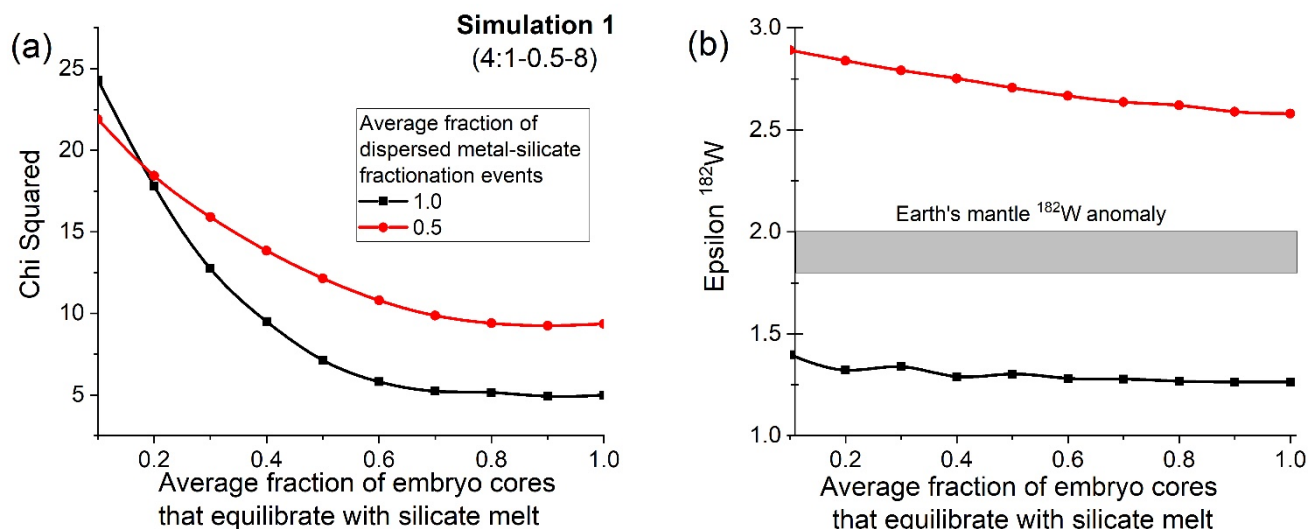 (a)
Simulation 1
(4:1-0.5-8)
Chi Squared
25
20
15
10
5
Average fraction of
dispersed metal-silicate
fractionation events
1.0
0.5
0.2
0.4
0.6
0.8
1.0
Average fraction of embryo cores
that equilibrate with silicate melt
(b)
Epsilon ¹⁸²W
3.0
2.5
2.0
1.5
1.0
Earth's mantle ¹⁸²W anomaly
0.2
0.4
0.6
0.8
1.0
Average fraction of embryo cores
that equilibrate with silicate melt